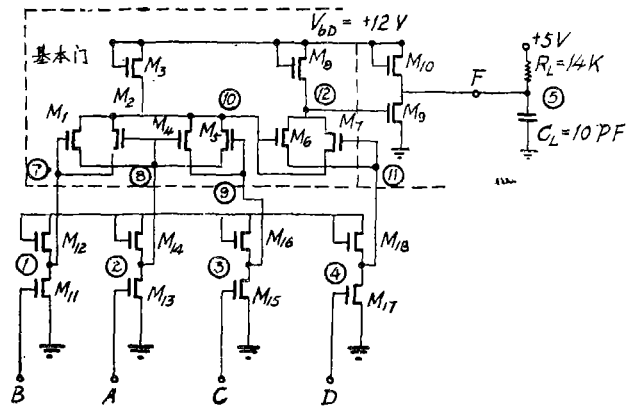 V_bD = +12V
基本门
M3
M8
M10
+5V
R_L=14K
M2
M1
⑩
⑫
F
⑤
M4
M5
M6
M7
M9
C_L=10PF
⑦
⑧
⑨
⑪
M12
M14
M16
M18
①
②
③
④
M11
M13
M15
M17
B
A
C
D